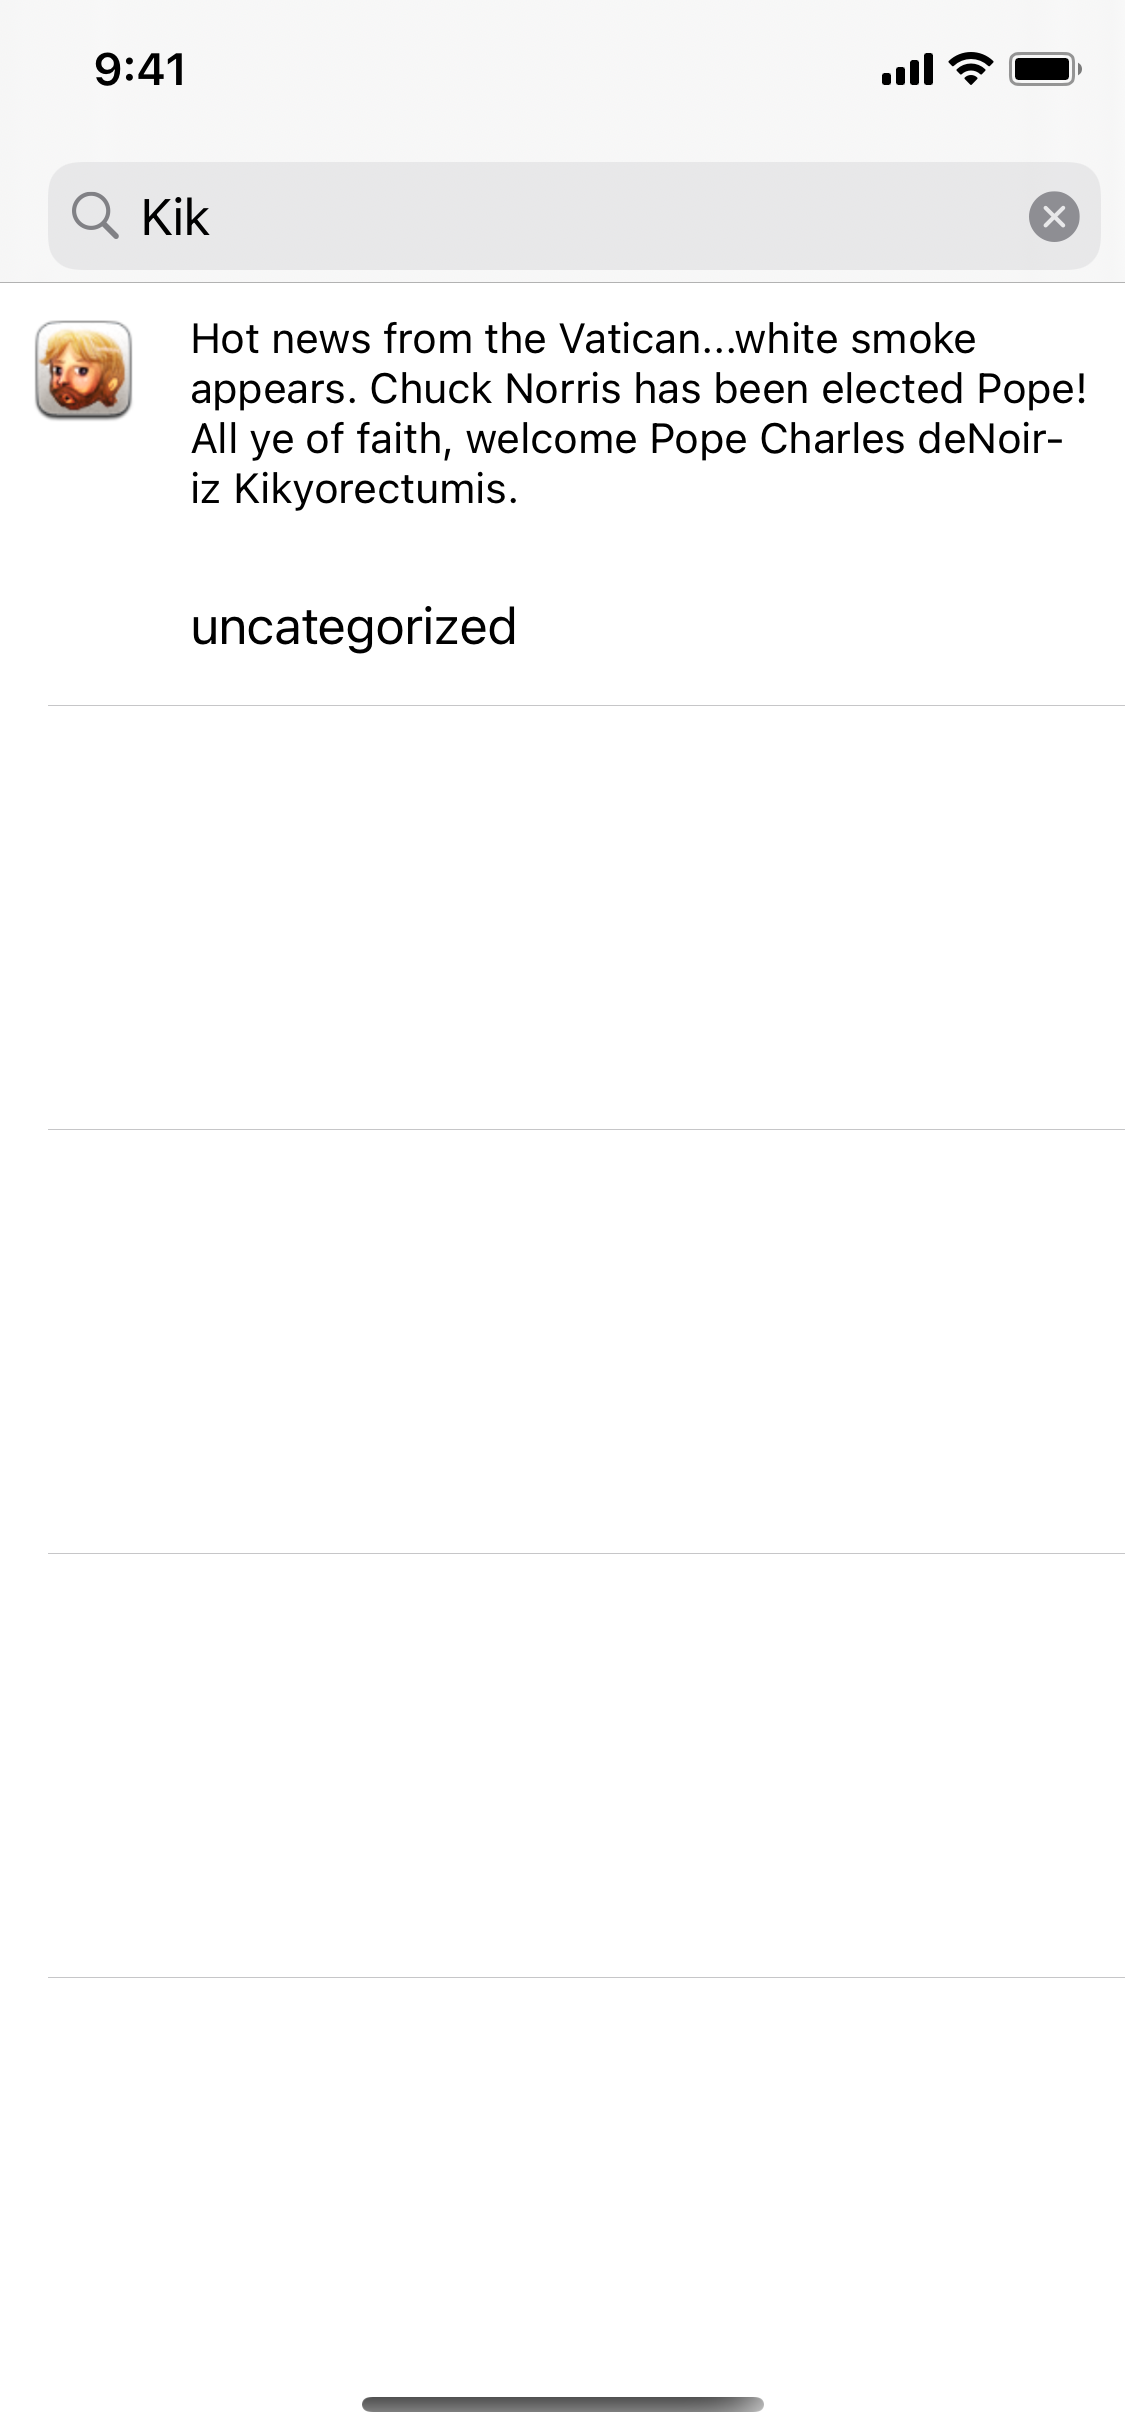 9:41
Kik
Hot news from the Vatican...white smoke
appears. Chuck Norris has been elected Pope!
All ye of faith, welcome Pope Charles deNoir-
iz Kikyorectumis.
uncategorized